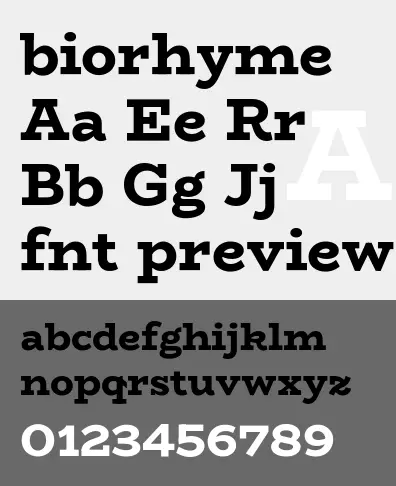 biorhyme
Aa Ee Rr
A
Bb Gg Jj
fnt preview
abcdefghijklm
nopqrstuvwxyz
0123456789